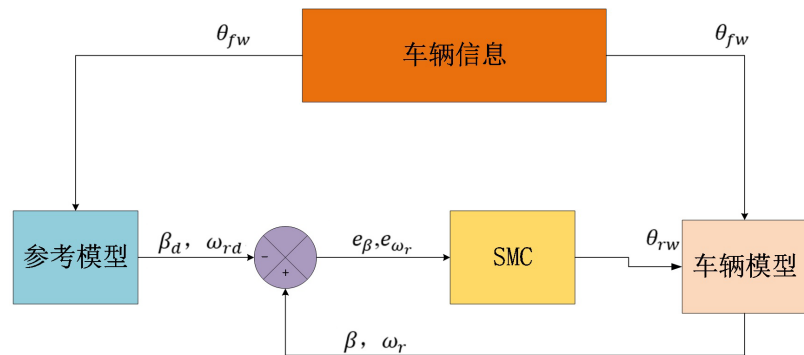 θfw
车辆信息
θfw
参考模型
βd, ωrd
-
+
eβ,eωr
SMC
θrw
车辆模型
β, ωr